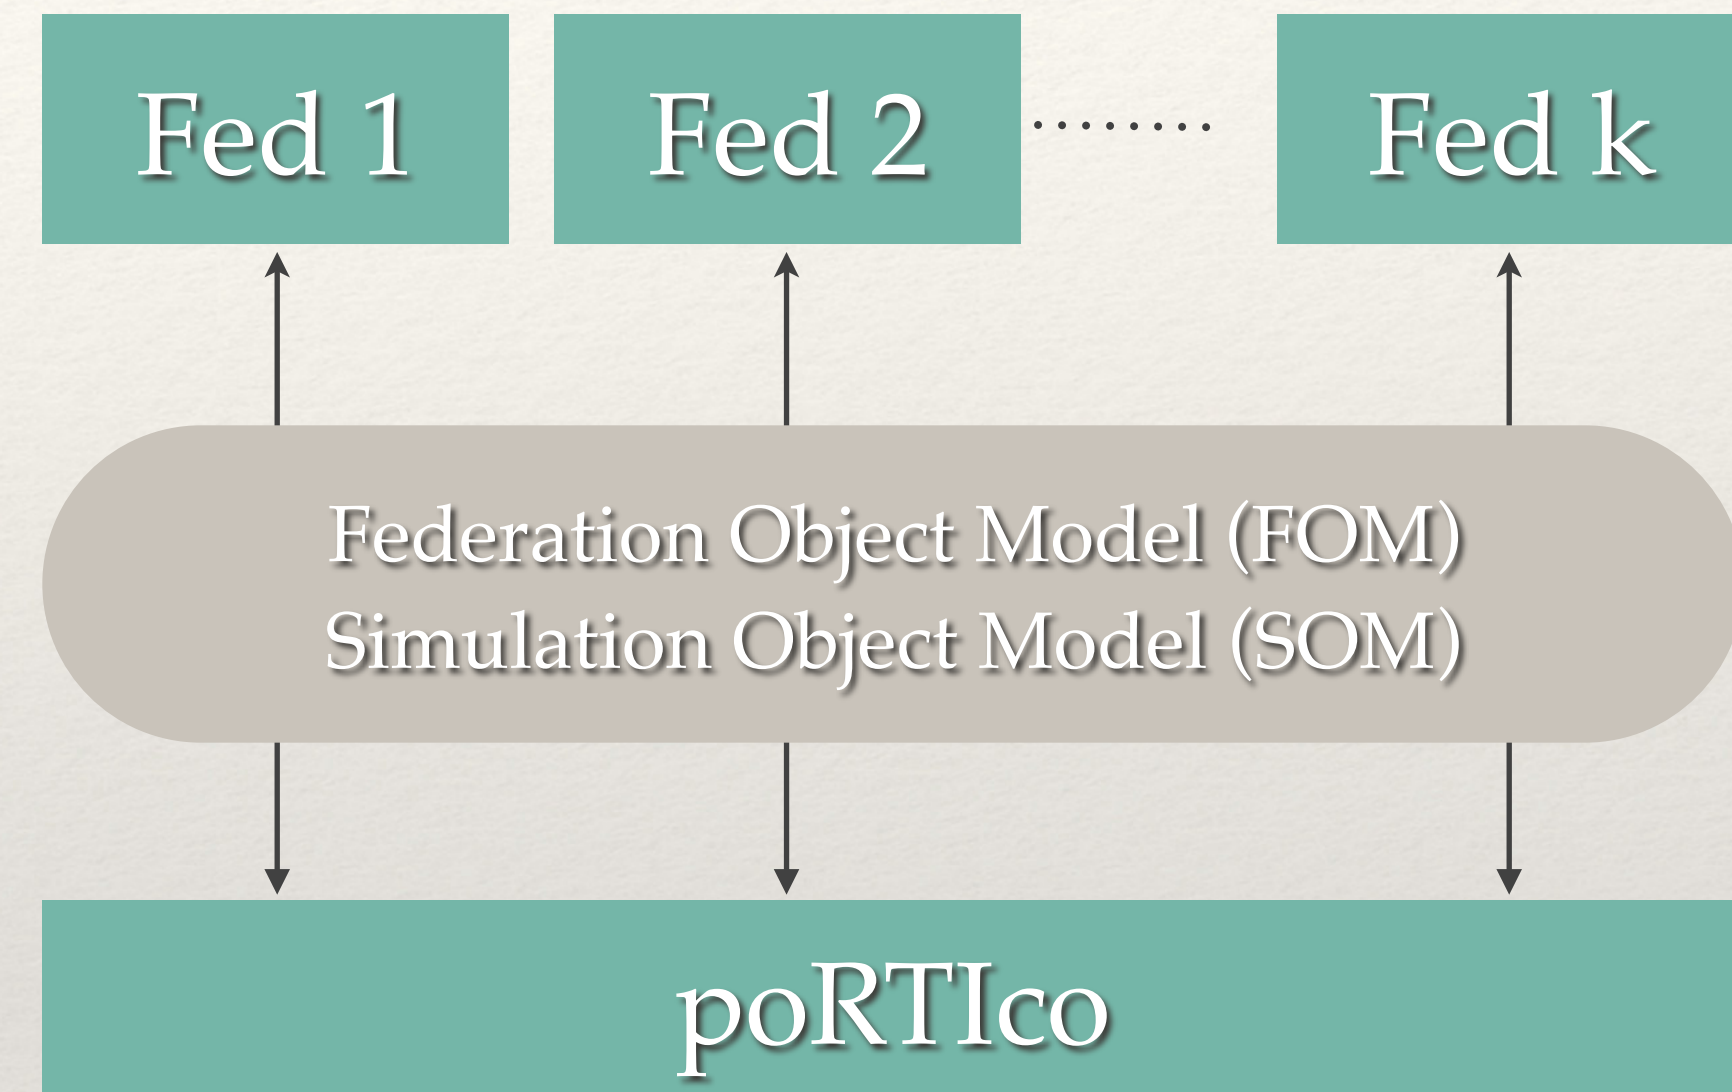 Fed 1
Fed 2
Fed k
Federation Object Model (FOM)
Simulation Object Model (SOM)
poRTIco